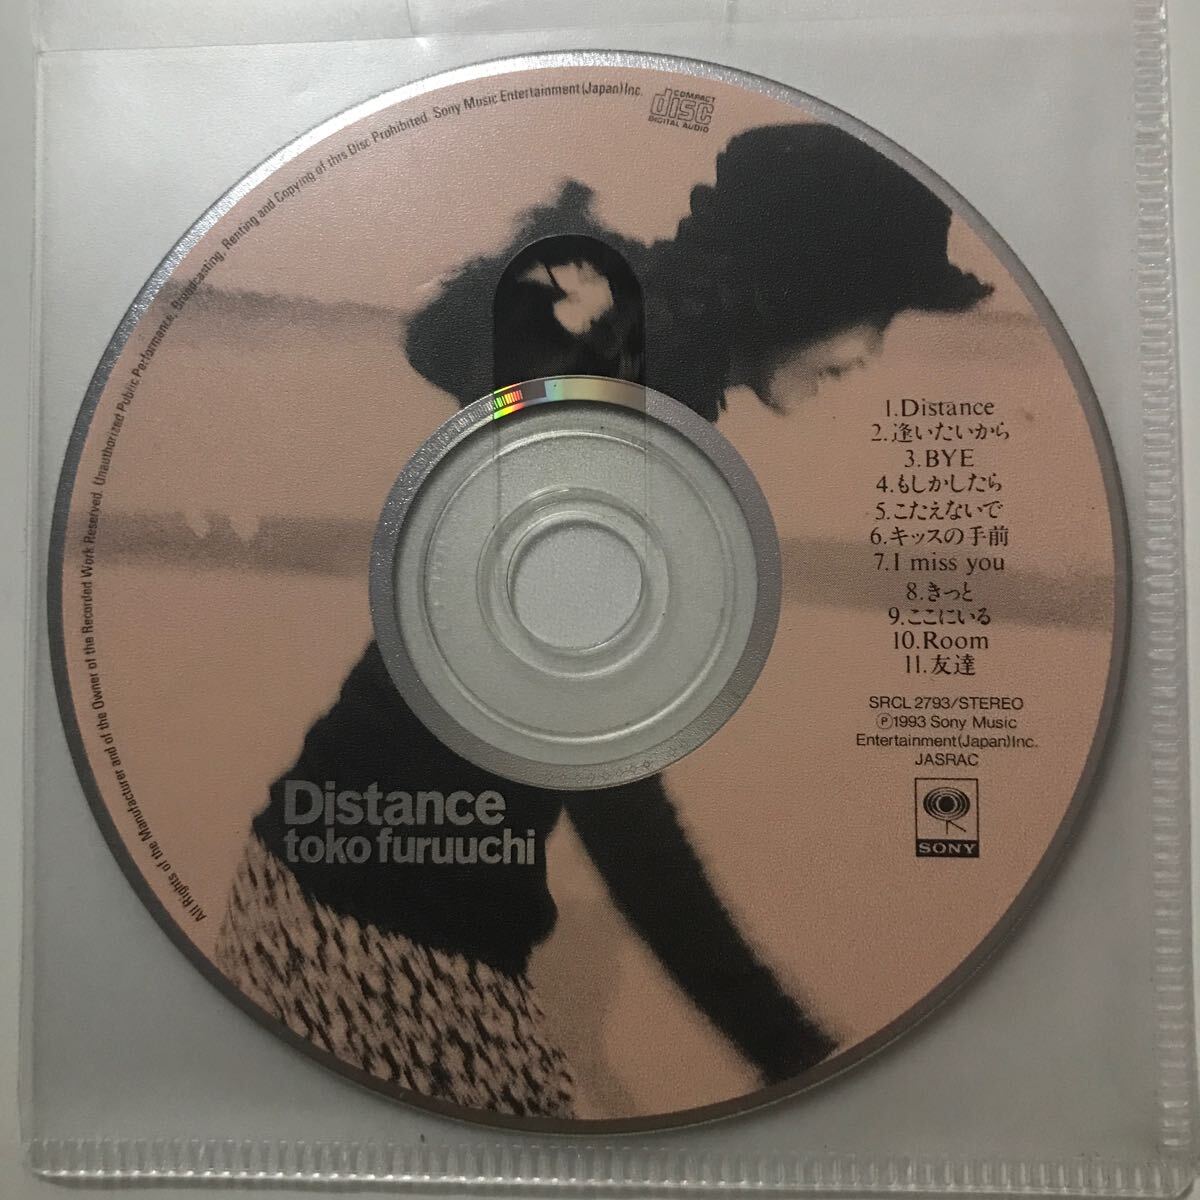 All Rights of the Manufacturer and of the Owner of the Recorded Work Reserved. Unauthorized Public Performance, Broadcasting, Renting and Copying of this Disc Prohibited. Sony Music Entertainment(Japan)Inc.
COMPACT
disc
DIGITAL AUDIO
1.Distance
2.逢いたいから
3.BYE
4.もしかしたら
5.こたえないで
6.キッスの手前
7.I miss you
8.きっと
9.ここにいる
10.Room
11.友達
SRCL 2793/STEREO
Ⓟ1993 Sony Music
Entertainment(Japan)Inc.
JASRAC
SONY
Distance
toko furuuchi